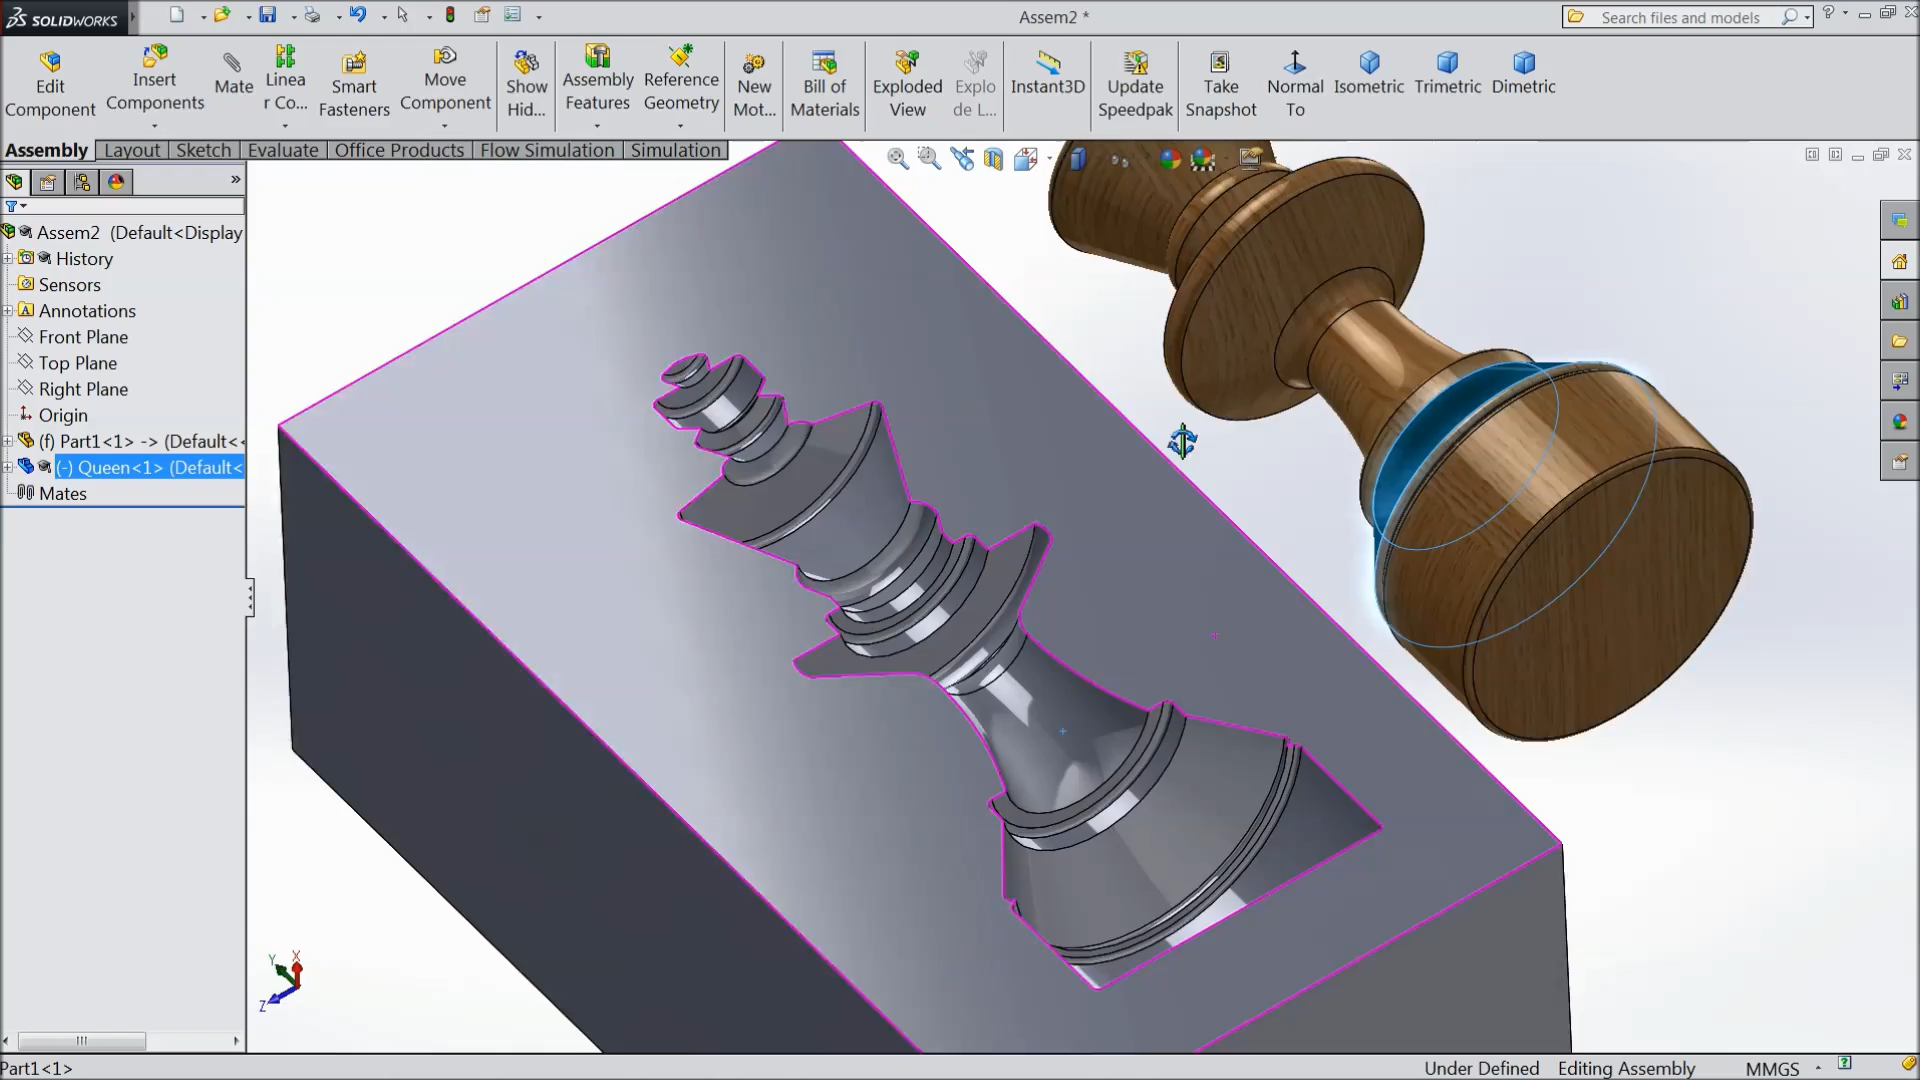 SOLIDWORKS
Assem2 *
Search files and models
?
Edit Component
Insert Components
Mate
Linea r Co...
Smart Fasteners
Move Component
Show Hid...
Assembly Features
Reference Geometry
New Mot...
Bill of Materials
Exploded View
Explo de L...
Instant3D
Update Speedpak
Take Snapshot
Normal To
Isometric
Trimetric
Dimetric
Assembly
Layout
Sketch
Evaluate
Office Products
Flow Simulation
Simulation
»
Assem2 (Default<Display
History
Sensors
A Annotations
Front Plane
Top Plane
Right Plane
Origin
(f) Part1<1> -> (Default<<
(-) Queen<1> (Default<
Mates
Y
X
Z
Part1<1>
Under Defined
Editing Assembly
MMGS
?